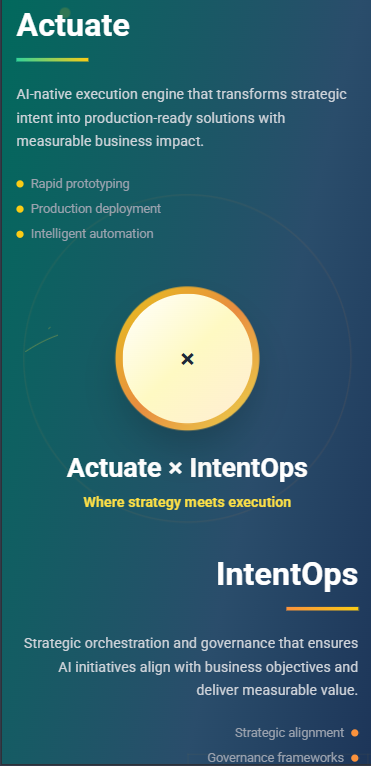 Actuate
AI-native execution engine that transforms strategic
intent into production-ready solutions with
measurable business impact.
Rapid prototyping
Production deployment
Intelligent automation
×
Actuate × IntentOps
Where strategy meets execution
IntentOps
Strategic orchestration and governance that ensures
AI initiatives align with business objectives and
deliver measurable value.
Strategic alignment
Governance frameworks